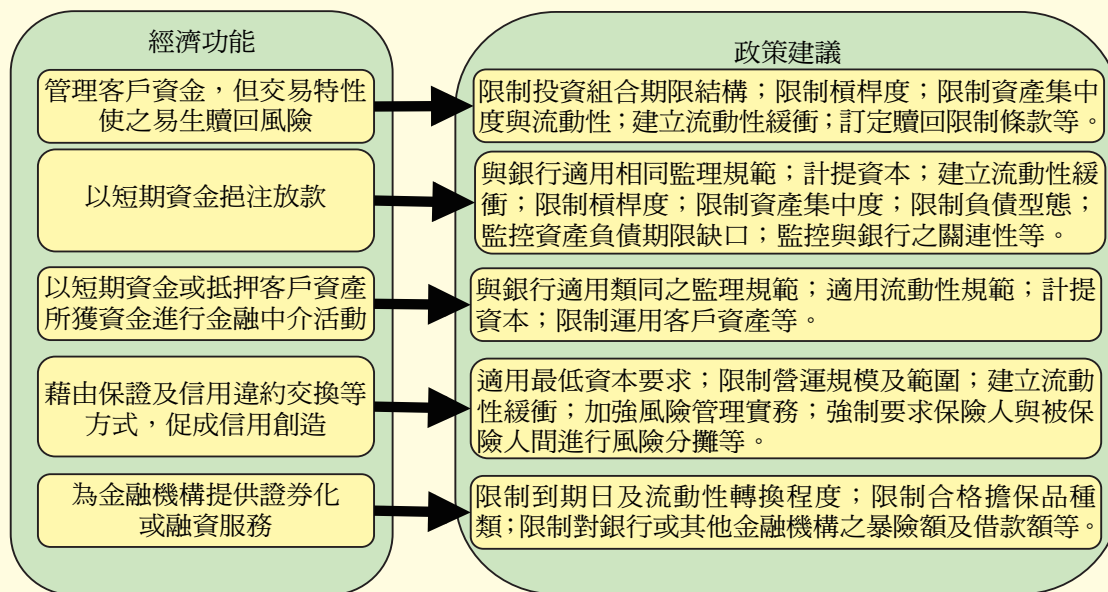 經濟功能
政策建議
管理客戶資金，但交易特性
使之易生贖回風險
限制投資組合期限結構；限制槓桿度；限制資產集中
度與流動性；建立流動性緩衝；訂定贖回限制條款等。
以短期資金挹注放款
與銀行適用相同監理規範；計提資本；建立流動性緩
衝；限制槓桿度；限制資產集中度；限制負債型態；
監控資產負債期限缺口；監控與銀行之關連性等。
以短期資金或抵押客戶資產
所獲資金進行金融中介活動
與銀行適用類同之監理規範；適用流動性規範；計提
資本；限制運用客戶資產等。
藉由保證及信用違約交換等
方式，促成信用創造
適用最低資本要求；限制營運規模及範圍；建立流動
性緩衝；加強風險管理實務；強制要求保險人與被保
險人間進行風險分攤等。
為金融機構提供證券化
或融資服務
限制到期日及流動性轉換程度；限制合格擔保品種
類；限制對銀行或其他金融機構之暴險額及借款額等。